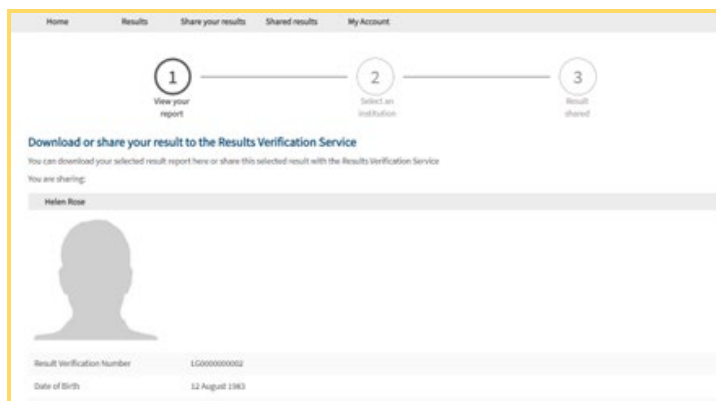 Home Results Share your results Shared results My Account
1 2 3
View your report Select an institution Result shared
Download or share your result to the Results Verification Service
You can download your selected result report here or share this selected result with the Results Verification Service
You are sharing:
Helen Rose
Result Verification Number LG0000000002
Date of Birth 12 August 1983